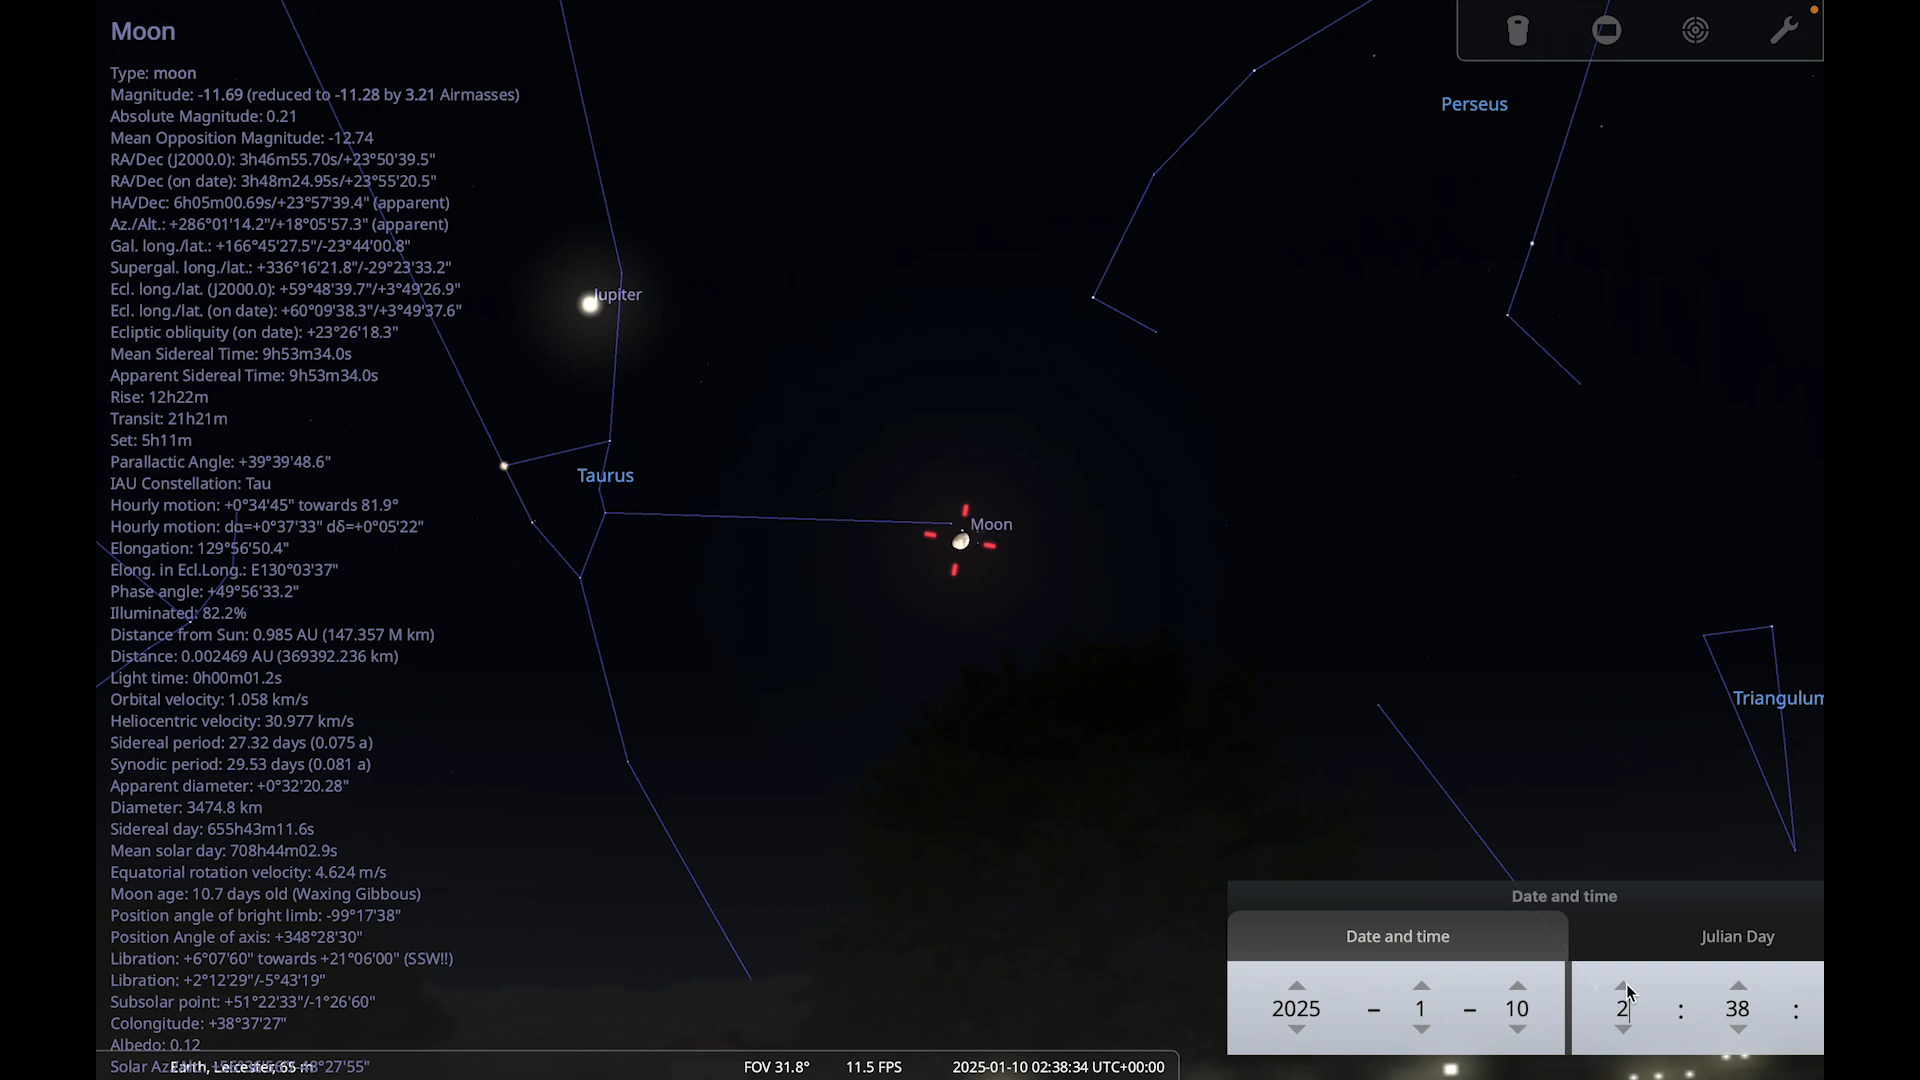 Moon
Type: moon
Magnitude: -11.69 (reduced to -11.28 by 3.21 Airmasses)
Absolute Magnitude: 0.21
Mean Opposition Magnitude: -12.74
RA/Dec (J2000.0): 3h46m55.70s/+23°50'39.5"
RA/Dec (on date): 3h48m24.95s/+23°55'20.5"
HA/Dec: 6h05m00.69s/+23°57'39.4" (apparent)
Az./Alt.: +286°01'14.2"/+18°05'57.3" (apparent)
Gal. long./lat.: +166°45'27.5"/-23°44'00.8"
Supergal. long./lat.: +336°16'21.8"/-29°23'33.2"
Ecl. long./lat. (J2000.0): +59°48'39.7"/+3°49'26.9"
Ecl. long./lat. (on date): +60°09'38.3"/+3°49'37.6"
Ecliptic obliquity (on date): +23°26'18.3"
Mean Sidereal Time: 9h53m34.0s
Apparent Sidereal Time: 9h53m34.0s
Rise: 12h22m
Transit: 21h21m
Set: 5h11m
Parallactic Angle: +39°39'48.6"
IAU Constellation: Tau
Hourly motion: +0°34'45" towards 81.9°
Hourly motion: dα=+0°37'33" dδ=+0°05'22"
Elongation: 129°56'50.4"
Elong. in Ecl.Long.: E130°03'37"
Phase angle: +49°56'33.2"
Illuminated: 82.2%
Distance from Sun: 0.985 AU (147.357 M km)
Distance: 0.002469 AU (369392.236 km)
Light time: 0h00m01.2s
Orbital velocity: 1.058 km/s
Heliocentric velocity: 30.977 km/s
Sidereal period: 27.32 days (0.075 a)
Synodic period: 29.53 days (0.081 a)
Apparent diameter: +0°32'20.28"
Diameter: 3474.8 km
Sidereal day: 655h43m11.6s
Mean solar day: 708h44m02.9s
Equatorial rotation velocity: 4.624 m/s
Moon age: 10.7 days old (Waxing Gibbous)
Position angle of bright limb: -99°17'38"
Position Angle of axis: +348°28'30"
Libration: +6°07'60" towards +21°06'00" (SSW!!)
Libration: +2°12'29"/-5°43'19"
Subsolar point: +51°22'33"/-1°26'60"
Colongitude: +38°37'27"
Albedo: 0.12
Solar Az
Earth, Leicester, 65 m
FOV 31.8°
11.5 FPS
2025-01-10 02:38:34 UTC+00:00
Jupiter
Perseus
Taurus
Moon
Triangulum
Date and time
Date and time
Julian Day
2025 – 1 – 10
2 : 38 :